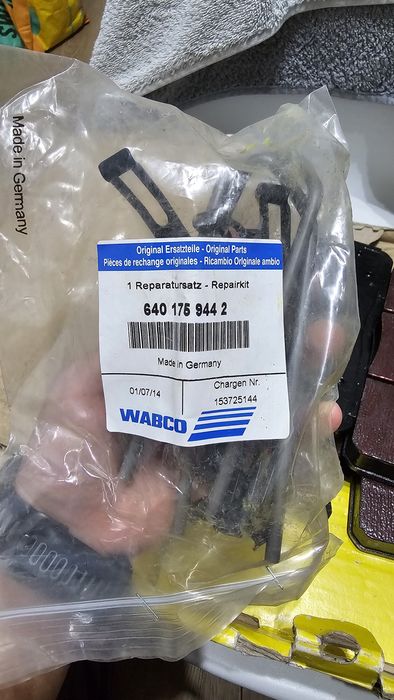 Made in Germany
Original Ersatzteile - Original Parts
Pièces de rechange originales - Ricambio Originale ambio
1 Reparatursatz - Repairkit
640 175 944 2
Made in Germany
01/07/14
Chargen Nr.
153725144
WABCO